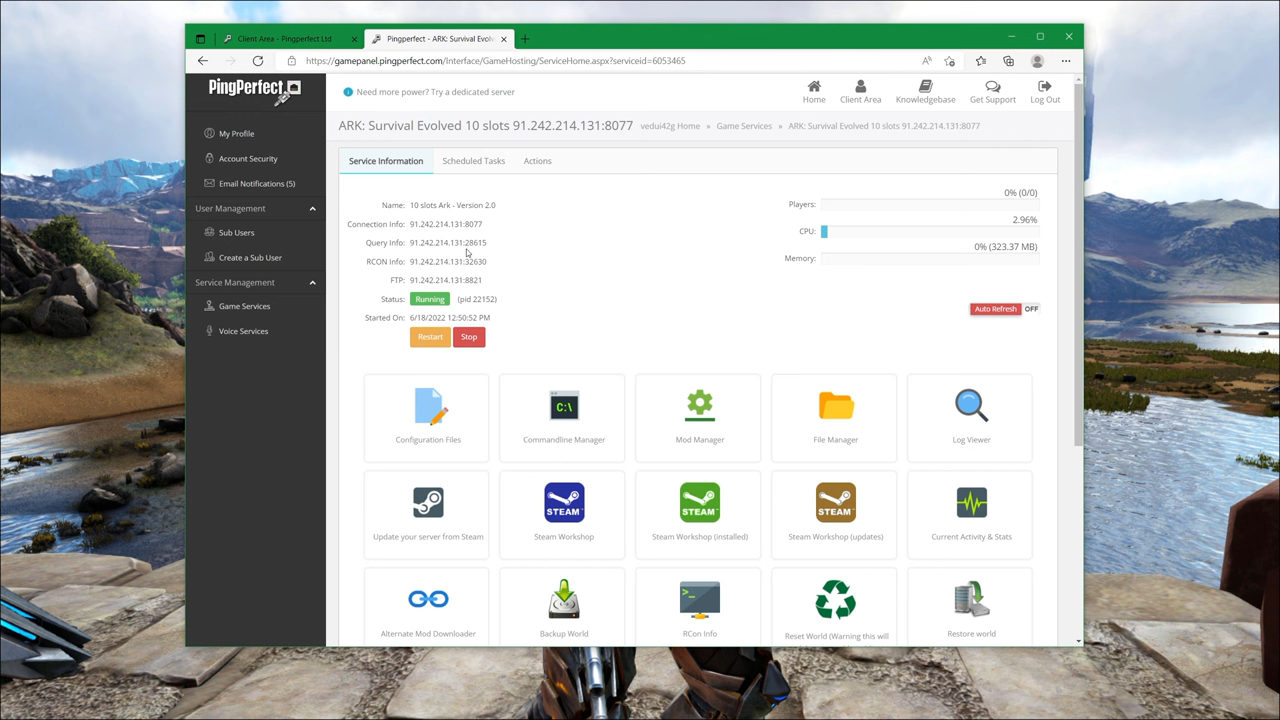 Client Area - Pingperfect Ltd
Pingperfect - ARK: Survival Evol
https://gamepanel.pingperfect.com/Interface/GameHosting/ServiceHome.aspx?serviceid=6053465
PingPerfect
Need more power? Try a dedicated server
Home
Client Area
Knowledgebase
Get Support
Log Out
ARK: Survival Evolved 10 slots 91.242.214.131:8077
vedui42g Home » Game Services » ARK: Survival Evolved 10 slots 91.242.214.131:8077
My Profile
Account Security
Email Notifications (5)
User Management
Sub Users
Create a Sub User
Service Management
Game Services
Voice Services
Service Information
Scheduled Tasks
Actions
Name: 10 slots Ark - Version 2.0
Connection Info: 91.242.214.131:8077
Query Info: 91.242.214.131:28615
RCON Info: 91.242.214.131:32630
FTP: 91.242.214.131:8821
Status: Running (pid 22152)
Started On: 6/18/2022 12:50:52 PM
Restart
Stop
0% (0/0)
Players:
2.96%
CPU:
0% (323.37 MB)
Memory:
Auto Refresh OFF
C:\
Configuration Files
Commandline Manager
Mod Manager
File Manager
Log Viewer
STEAM
STEAM
STEAM
Update your server from Steam
Steam Workshop
Steam Workshop (installed)
Steam Workshop (updates)
Current Activity & Stats
Alternate Mod Downloader
Backup World
RCon Info
Reset World (Warning this will
Restore world